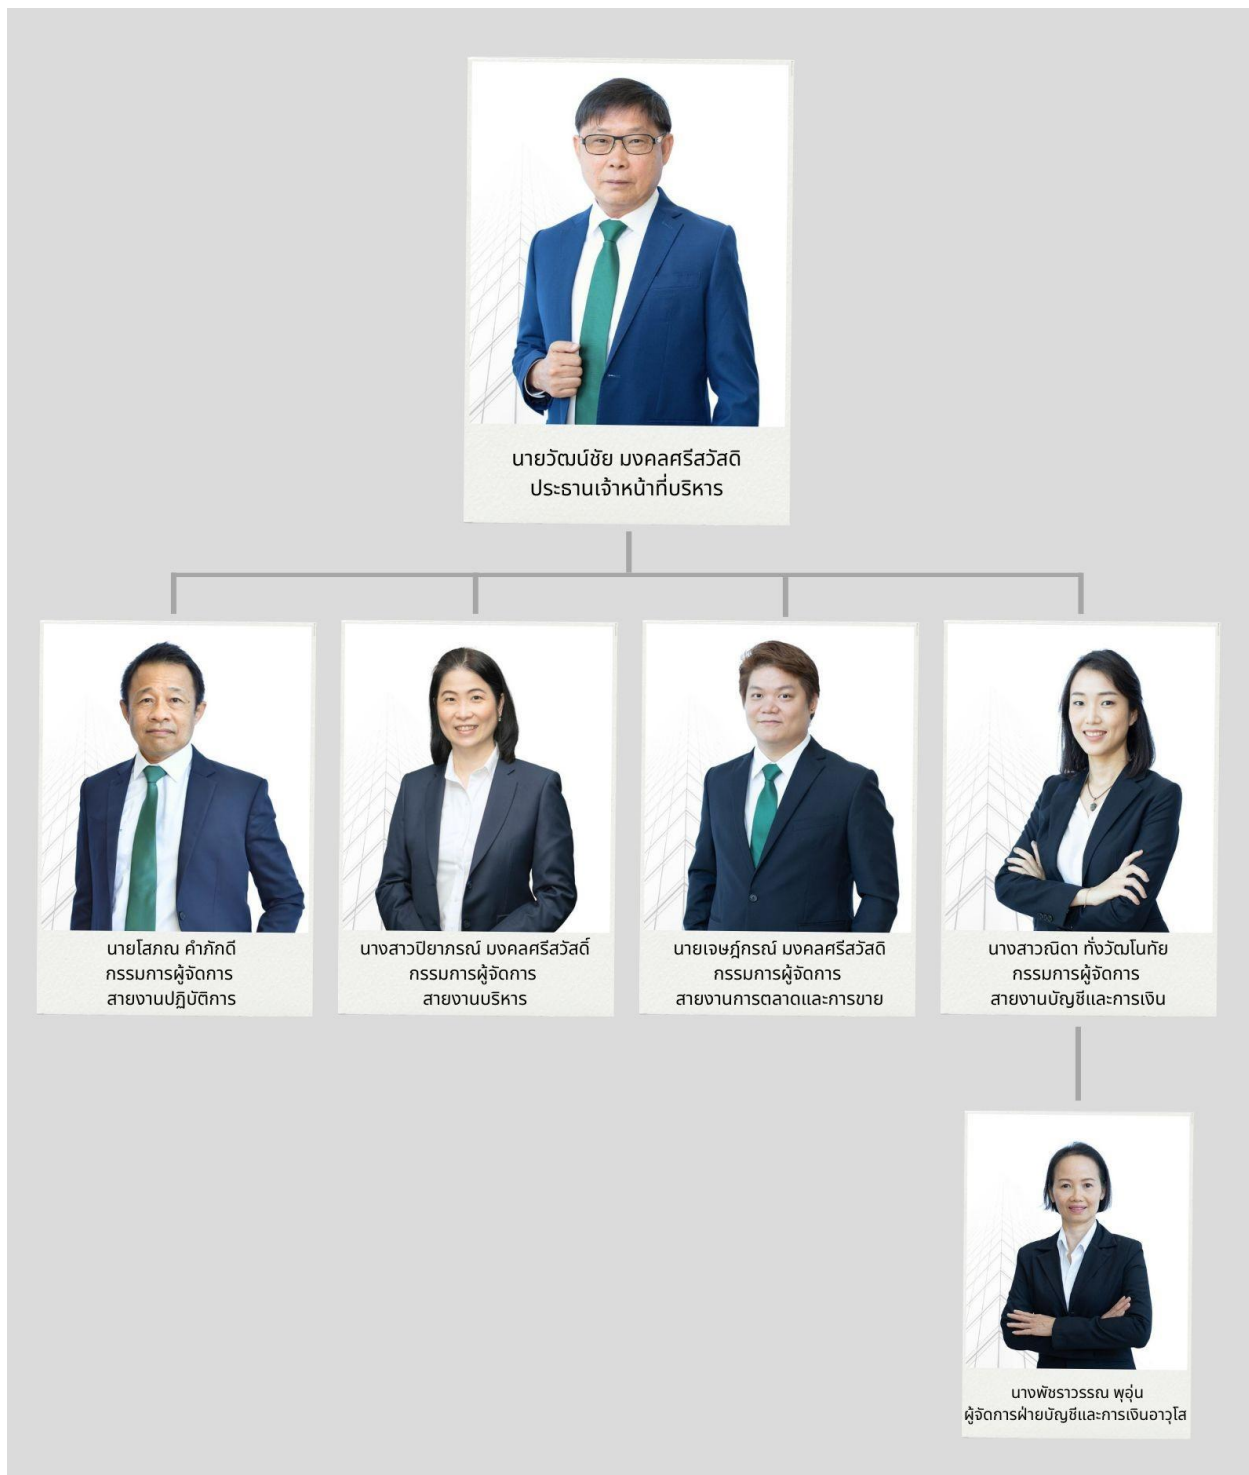 นายวัฒน์ชัย มงคลศรีสวัสดิ
ประธานเจ้าหน้าที่บริหาร
นายโสภณ คำภักดี
กรรมการผู้จัดการ
สายงานปฏิบัติการ
นางสาวปิยาภรณ์ มงคลศรีสวัสดิ์
กรรมการผู้จัดการ
สายงานบริหาร
นายเจษฎ์กรณ์ มงคลศรีสวัสดิ
กรรมการผู้จัดการ
สายงานการตลาดและการขาย
นางสาวณิดา ทั่งวัฒโนทัย
กรรมการผู้จัดการ
สายงานบัญชีและการเงิน
นางพัชราวรรณ พุอุ่น
ผู้จัดการฝ่ายบัญชีและการเงินอาวุโส